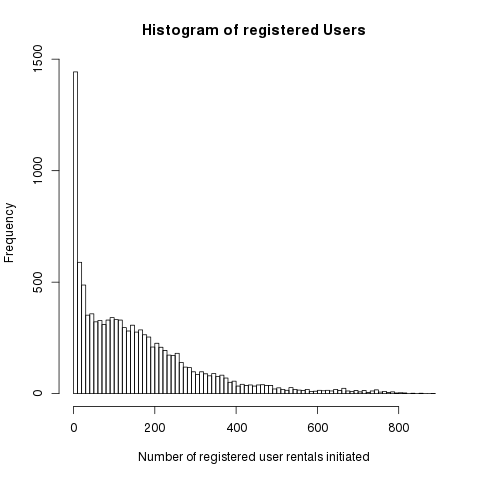 Histogram of registered Users
Frequency
1500
1000
500
0
0 200 400 600 800
Number of registered user rentals initiated